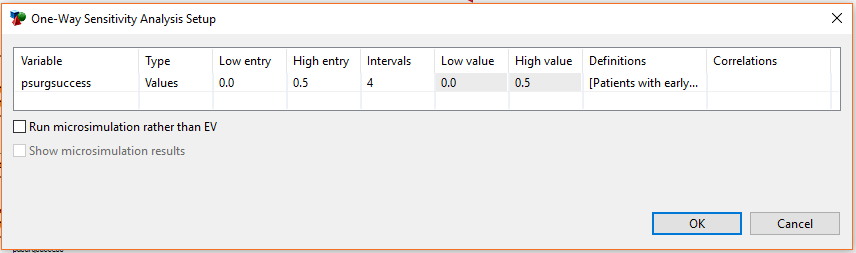 One-Way Sensitivity Analysis Setup
Variable Type Low entry High entry Intervals Low value High value Definitions Correlations
psurgsuccess Values 0.0 0.5 4 0.0 0.5 [Patients with early...
Run microsimulation rather than EV
Show microsimulation results
OK Cancel